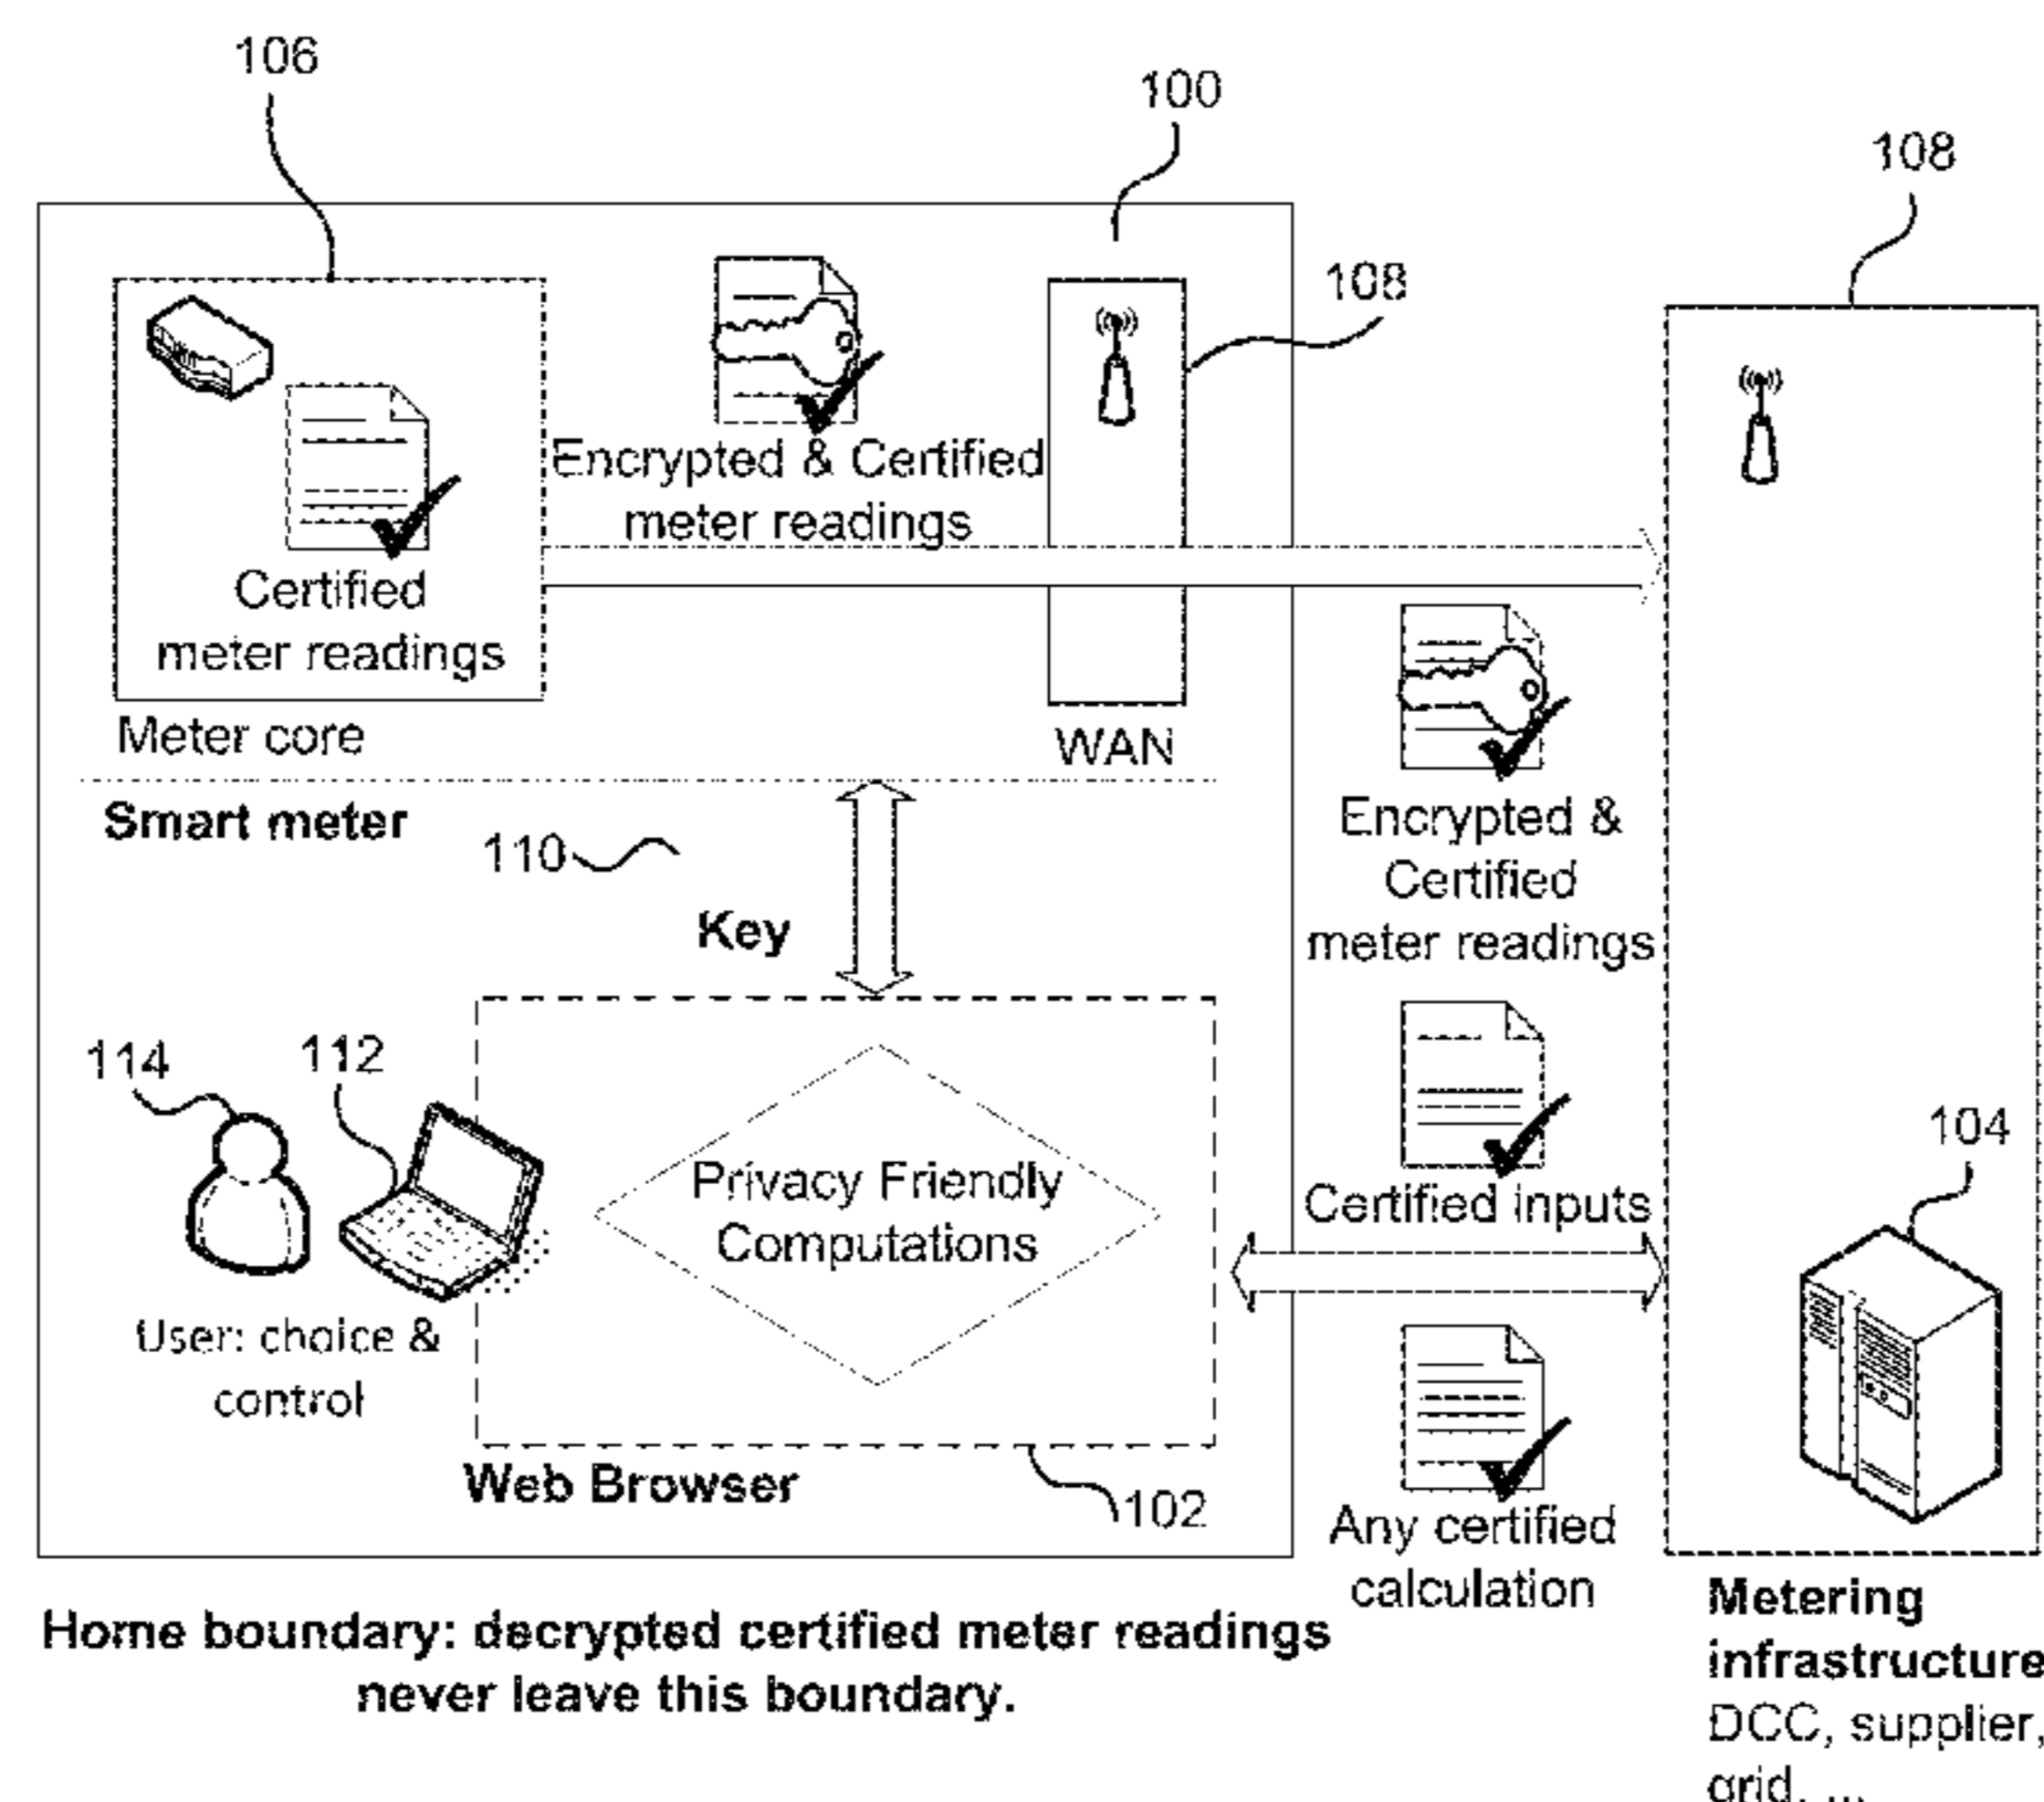 106
100
108
108
Encrypted & Certified
meter readings
Certified
meter readings
Meter core
WAN
Smart meter
110
Key
Encrypted &
Certified
meter readings
114
112
104
Privacy Friendly
Computations
Certified inputs
User: choice &
control
Web Browser
102
Any certified
calculation
Home boundary: decrypted certified meter readings
never leave this boundary.
Metering
infrastructure
DCC, supplier,
grid, ...